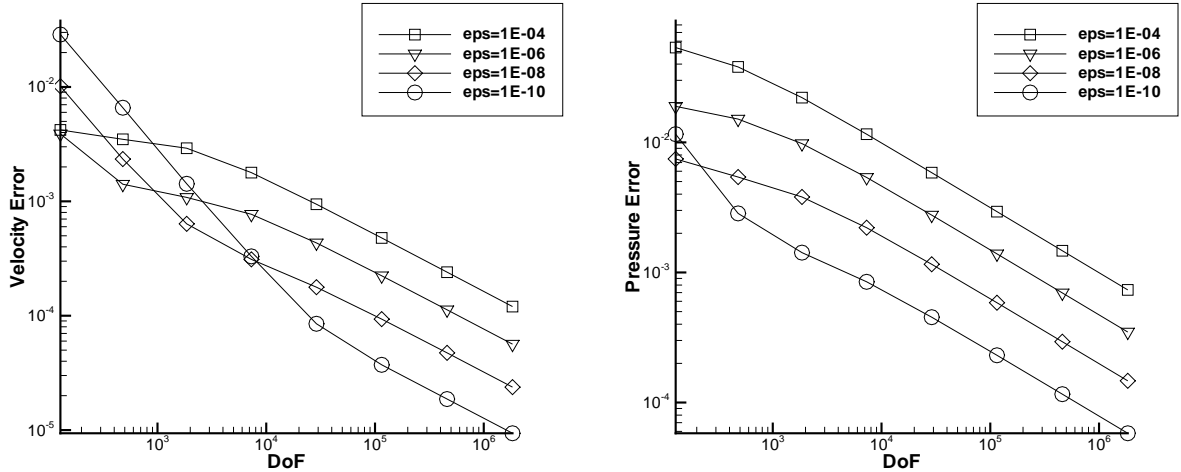 eps=1E-04
eps=1E-06
eps=1E-08
eps=1E-10
Velocity Error
10^-2
10^-3
10^-4
10^-5
10^3
10^4
10^5
10^6
DoF
eps=1E-04
eps=1E-06
eps=1E-08
eps=1E-10
Pressure Error
10^-2
10^-3
10^-4
10^3
10^4
10^5
10^6
DoF